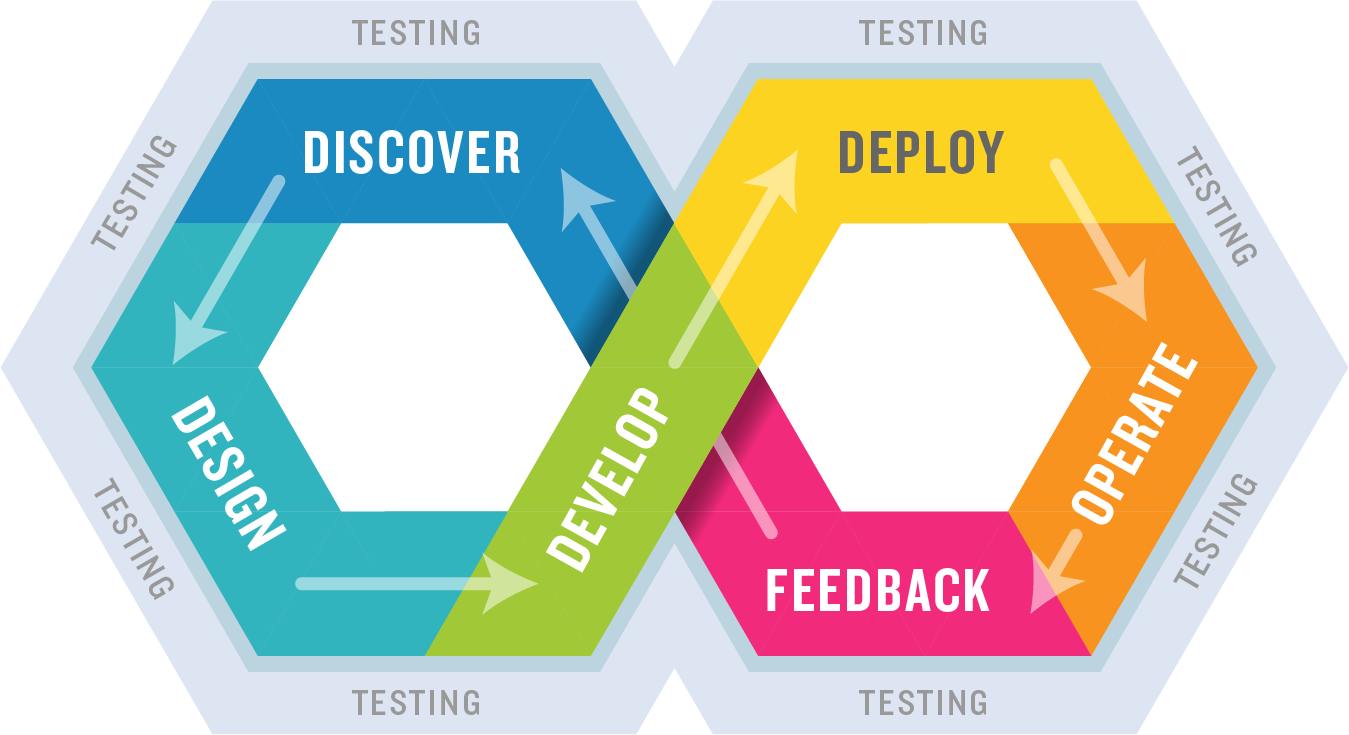 TESTING
TESTING
DISCOVER
DEPLOY
TESTING
TESTING
DESIGN
DEVELOP
OPERATE
TESTING
TESTING
FEEDBACK
TESTING
TESTING